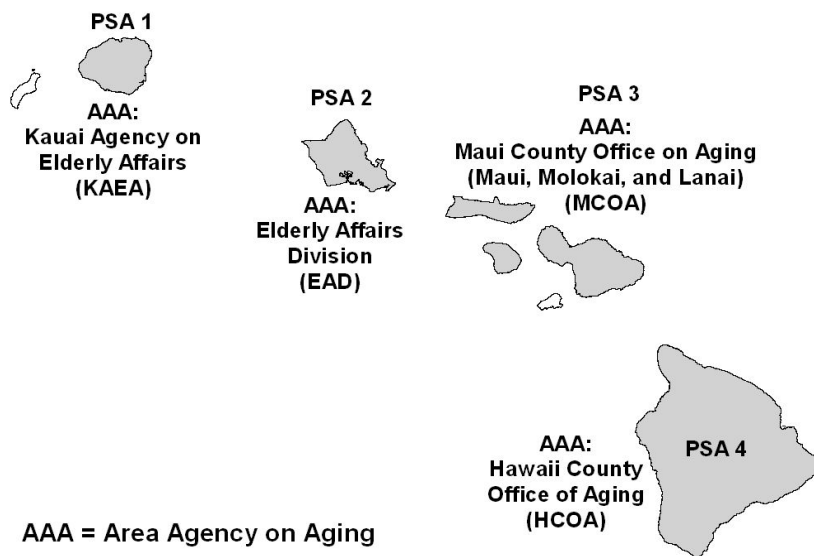 PSA 1
AAA:
Kauai Agency on
Elderly Affairs
(KAEA)
PSA 2
AAA:
Elderly Affairs
Division
(EAD)
PSA 3
AAA:
Maui County Office on Aging
(Maui, Molokai, and Lanai)
(MCOA)
PSA 4
AAA:
Hawaii County
Office of Aging
(HCOA)
AAA = Area Agency on Aging